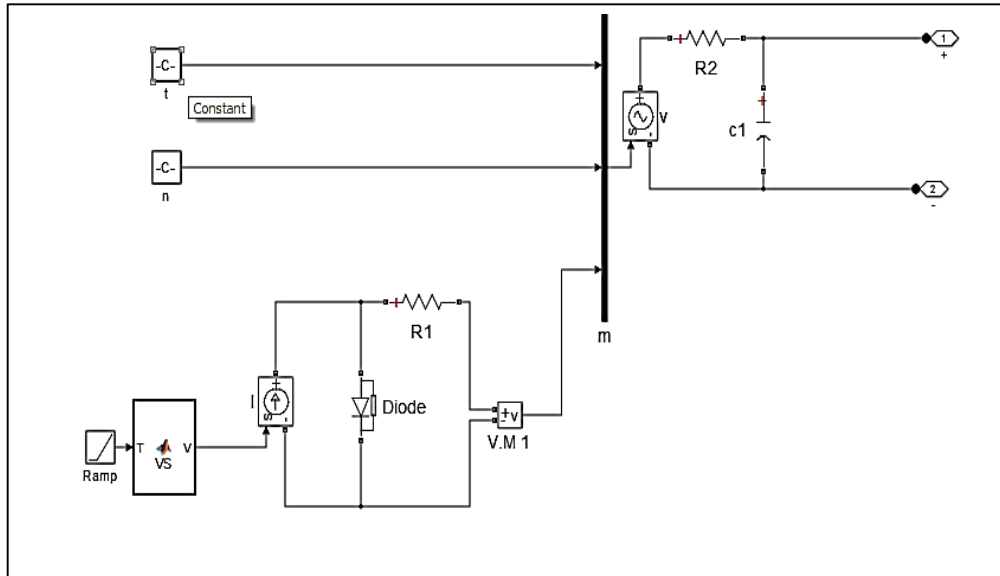 -C-
t
Constant
-C-
n
R2
1
+
+
S
-
V
+
c1
2
-
m
+
R1
+
I
S
-
Diode
+
-
v
V.M 1
Ramp
T
VS
V